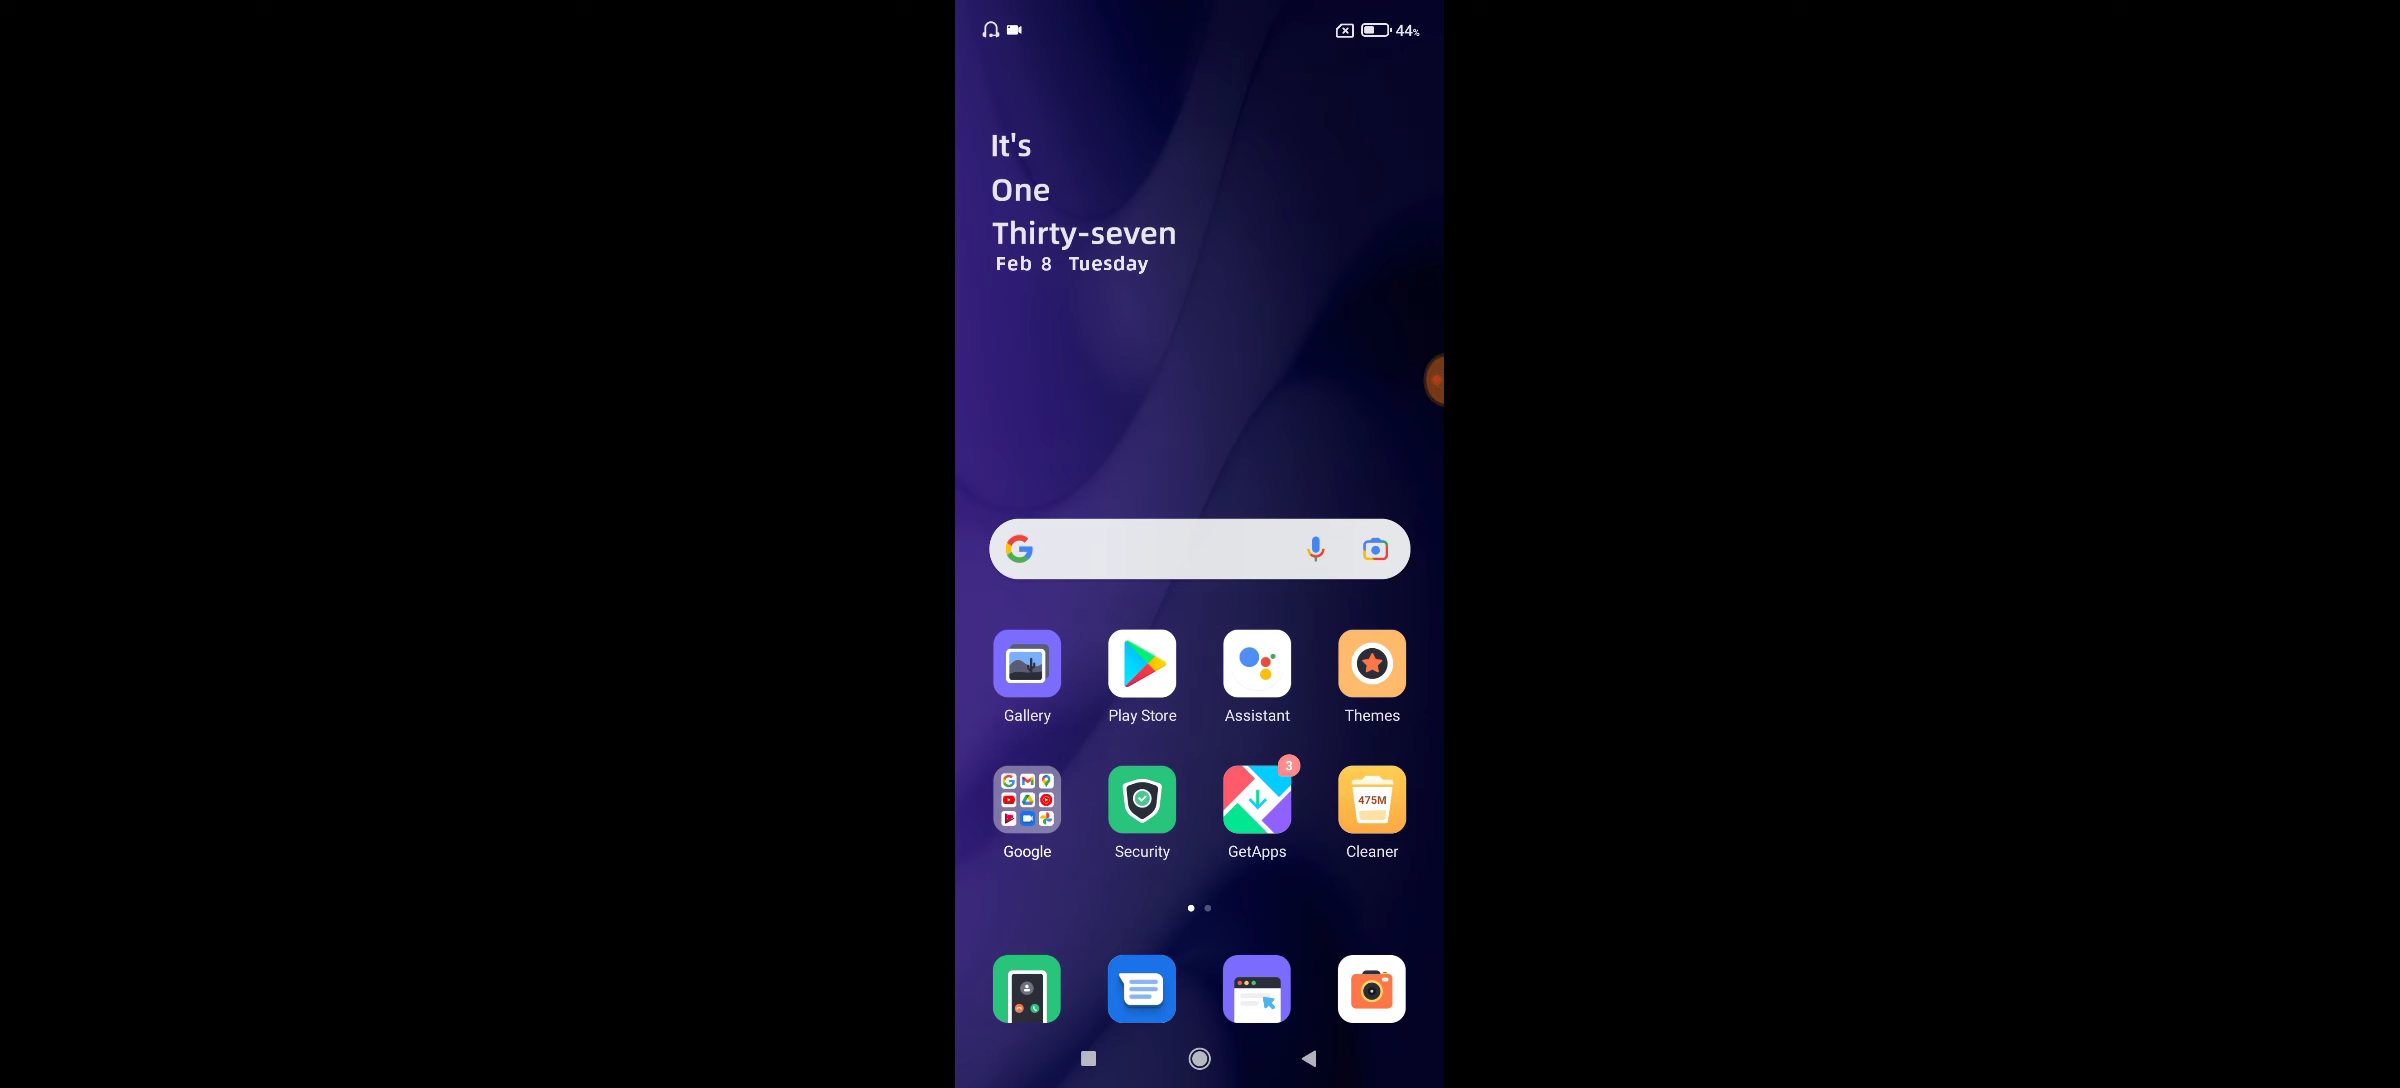 44%
It's
One
Thirty-seven
Feb 8 Tuesday
Gallery Play Store Assistant Themes
3
475M
Google Security GetApps Cleaner